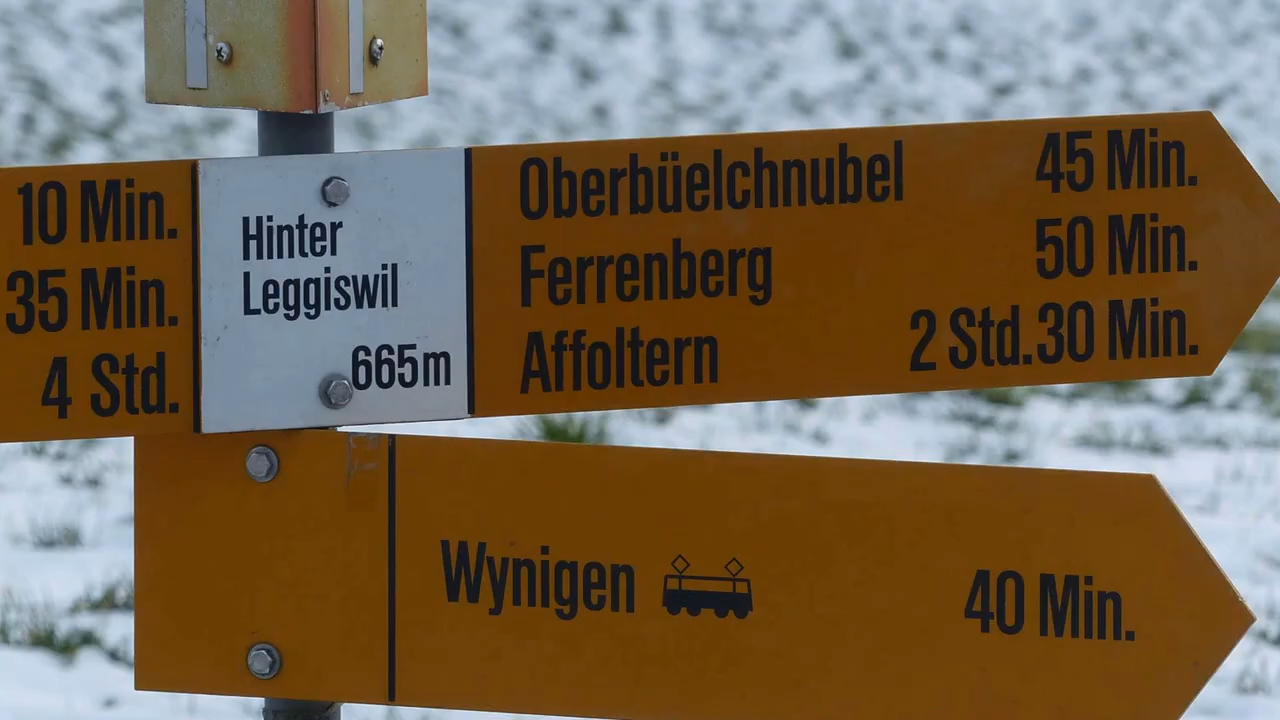 10 Min.
35 Min.
4 Std.
Hinter
Leggiswil
665m
Oberbüelchnubel 45 Min.
Ferrenberg 50 Min.
Affoltern 2 Std.30 Min.
Wynigen 40 Min.